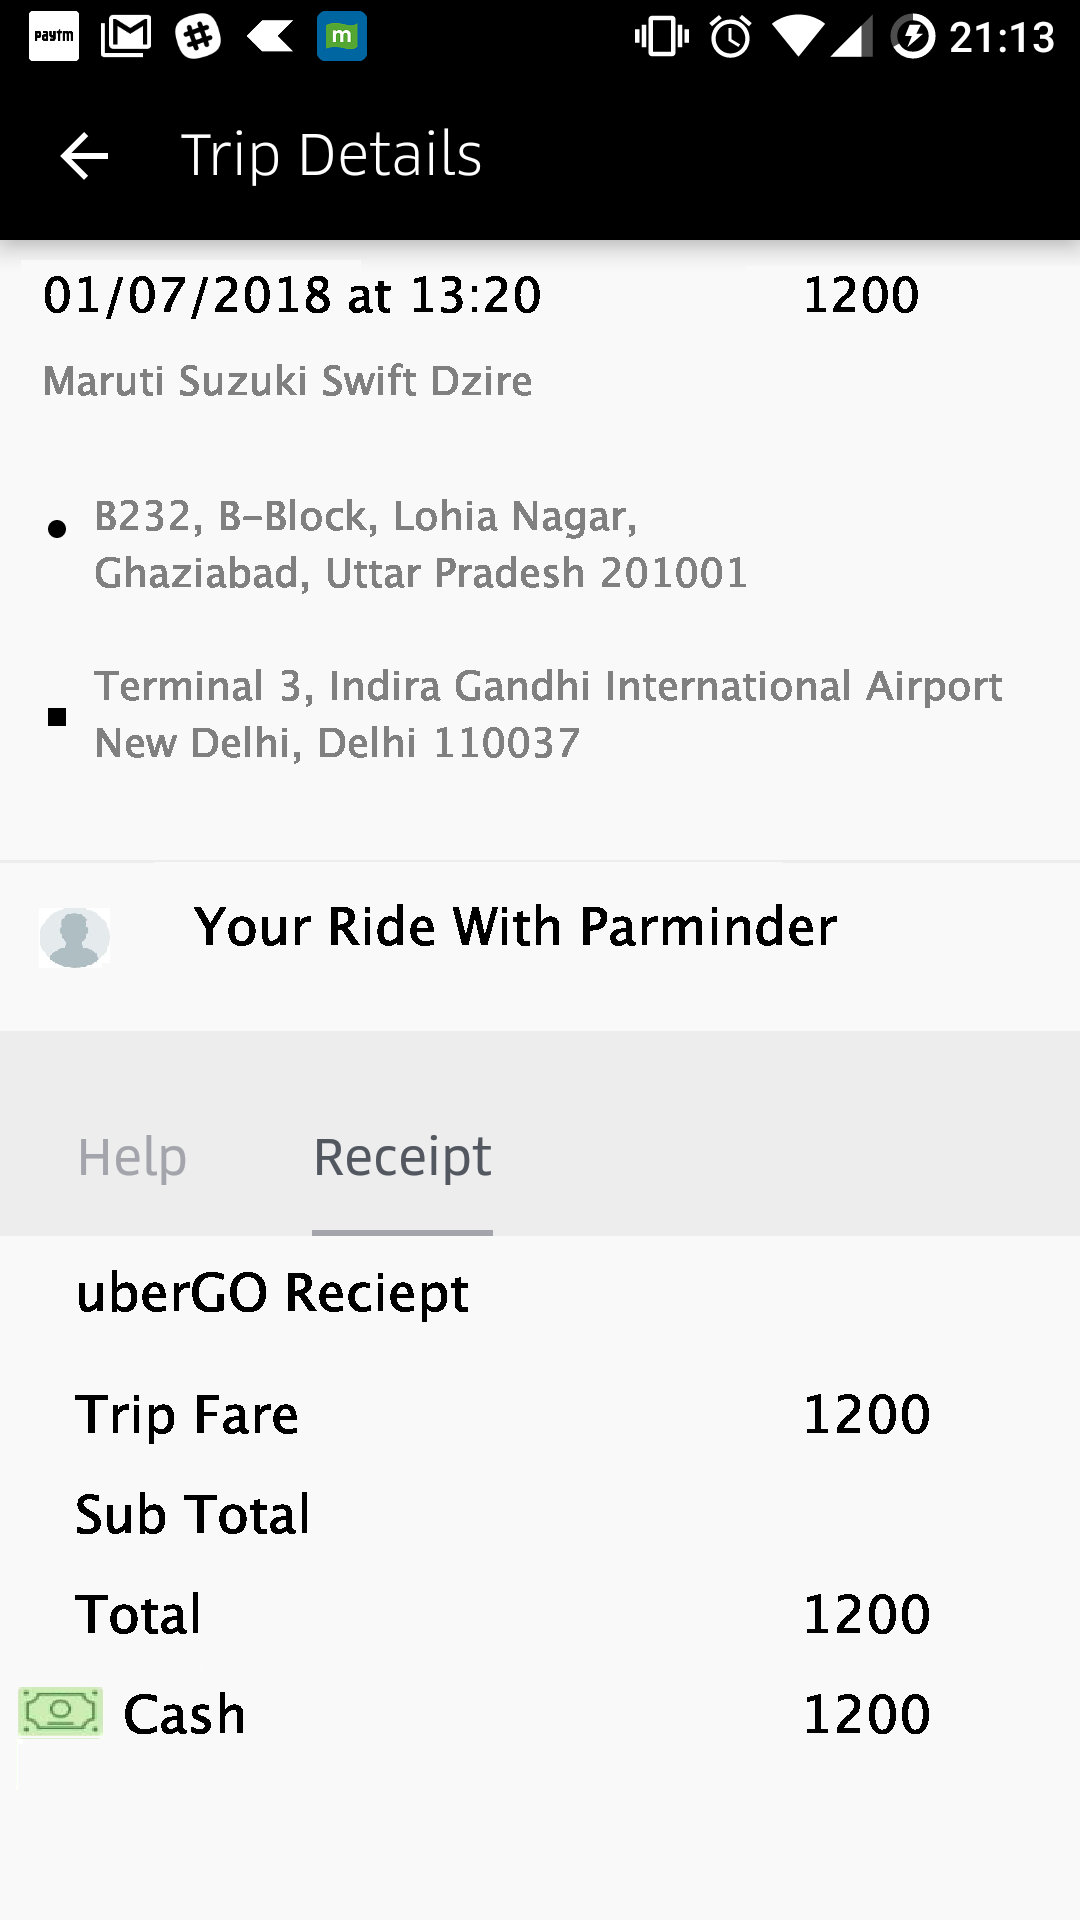 paytm
m
21:13
Trip Details
01/07/2018 at 13:20 1200
Maruti Suzuki Swift Dzire
B232, B-Block, Lohia Nagar,
Ghaziabad, Uttar Pradesh 201001
Terminal 3, Indira Gandhi International Airport
New Delhi, Delhi 110037
Your Ride With Parminder
Help Receipt
uberGO Reciept
Trip Fare 1200
Sub Total
Total 1200
Cash 1200